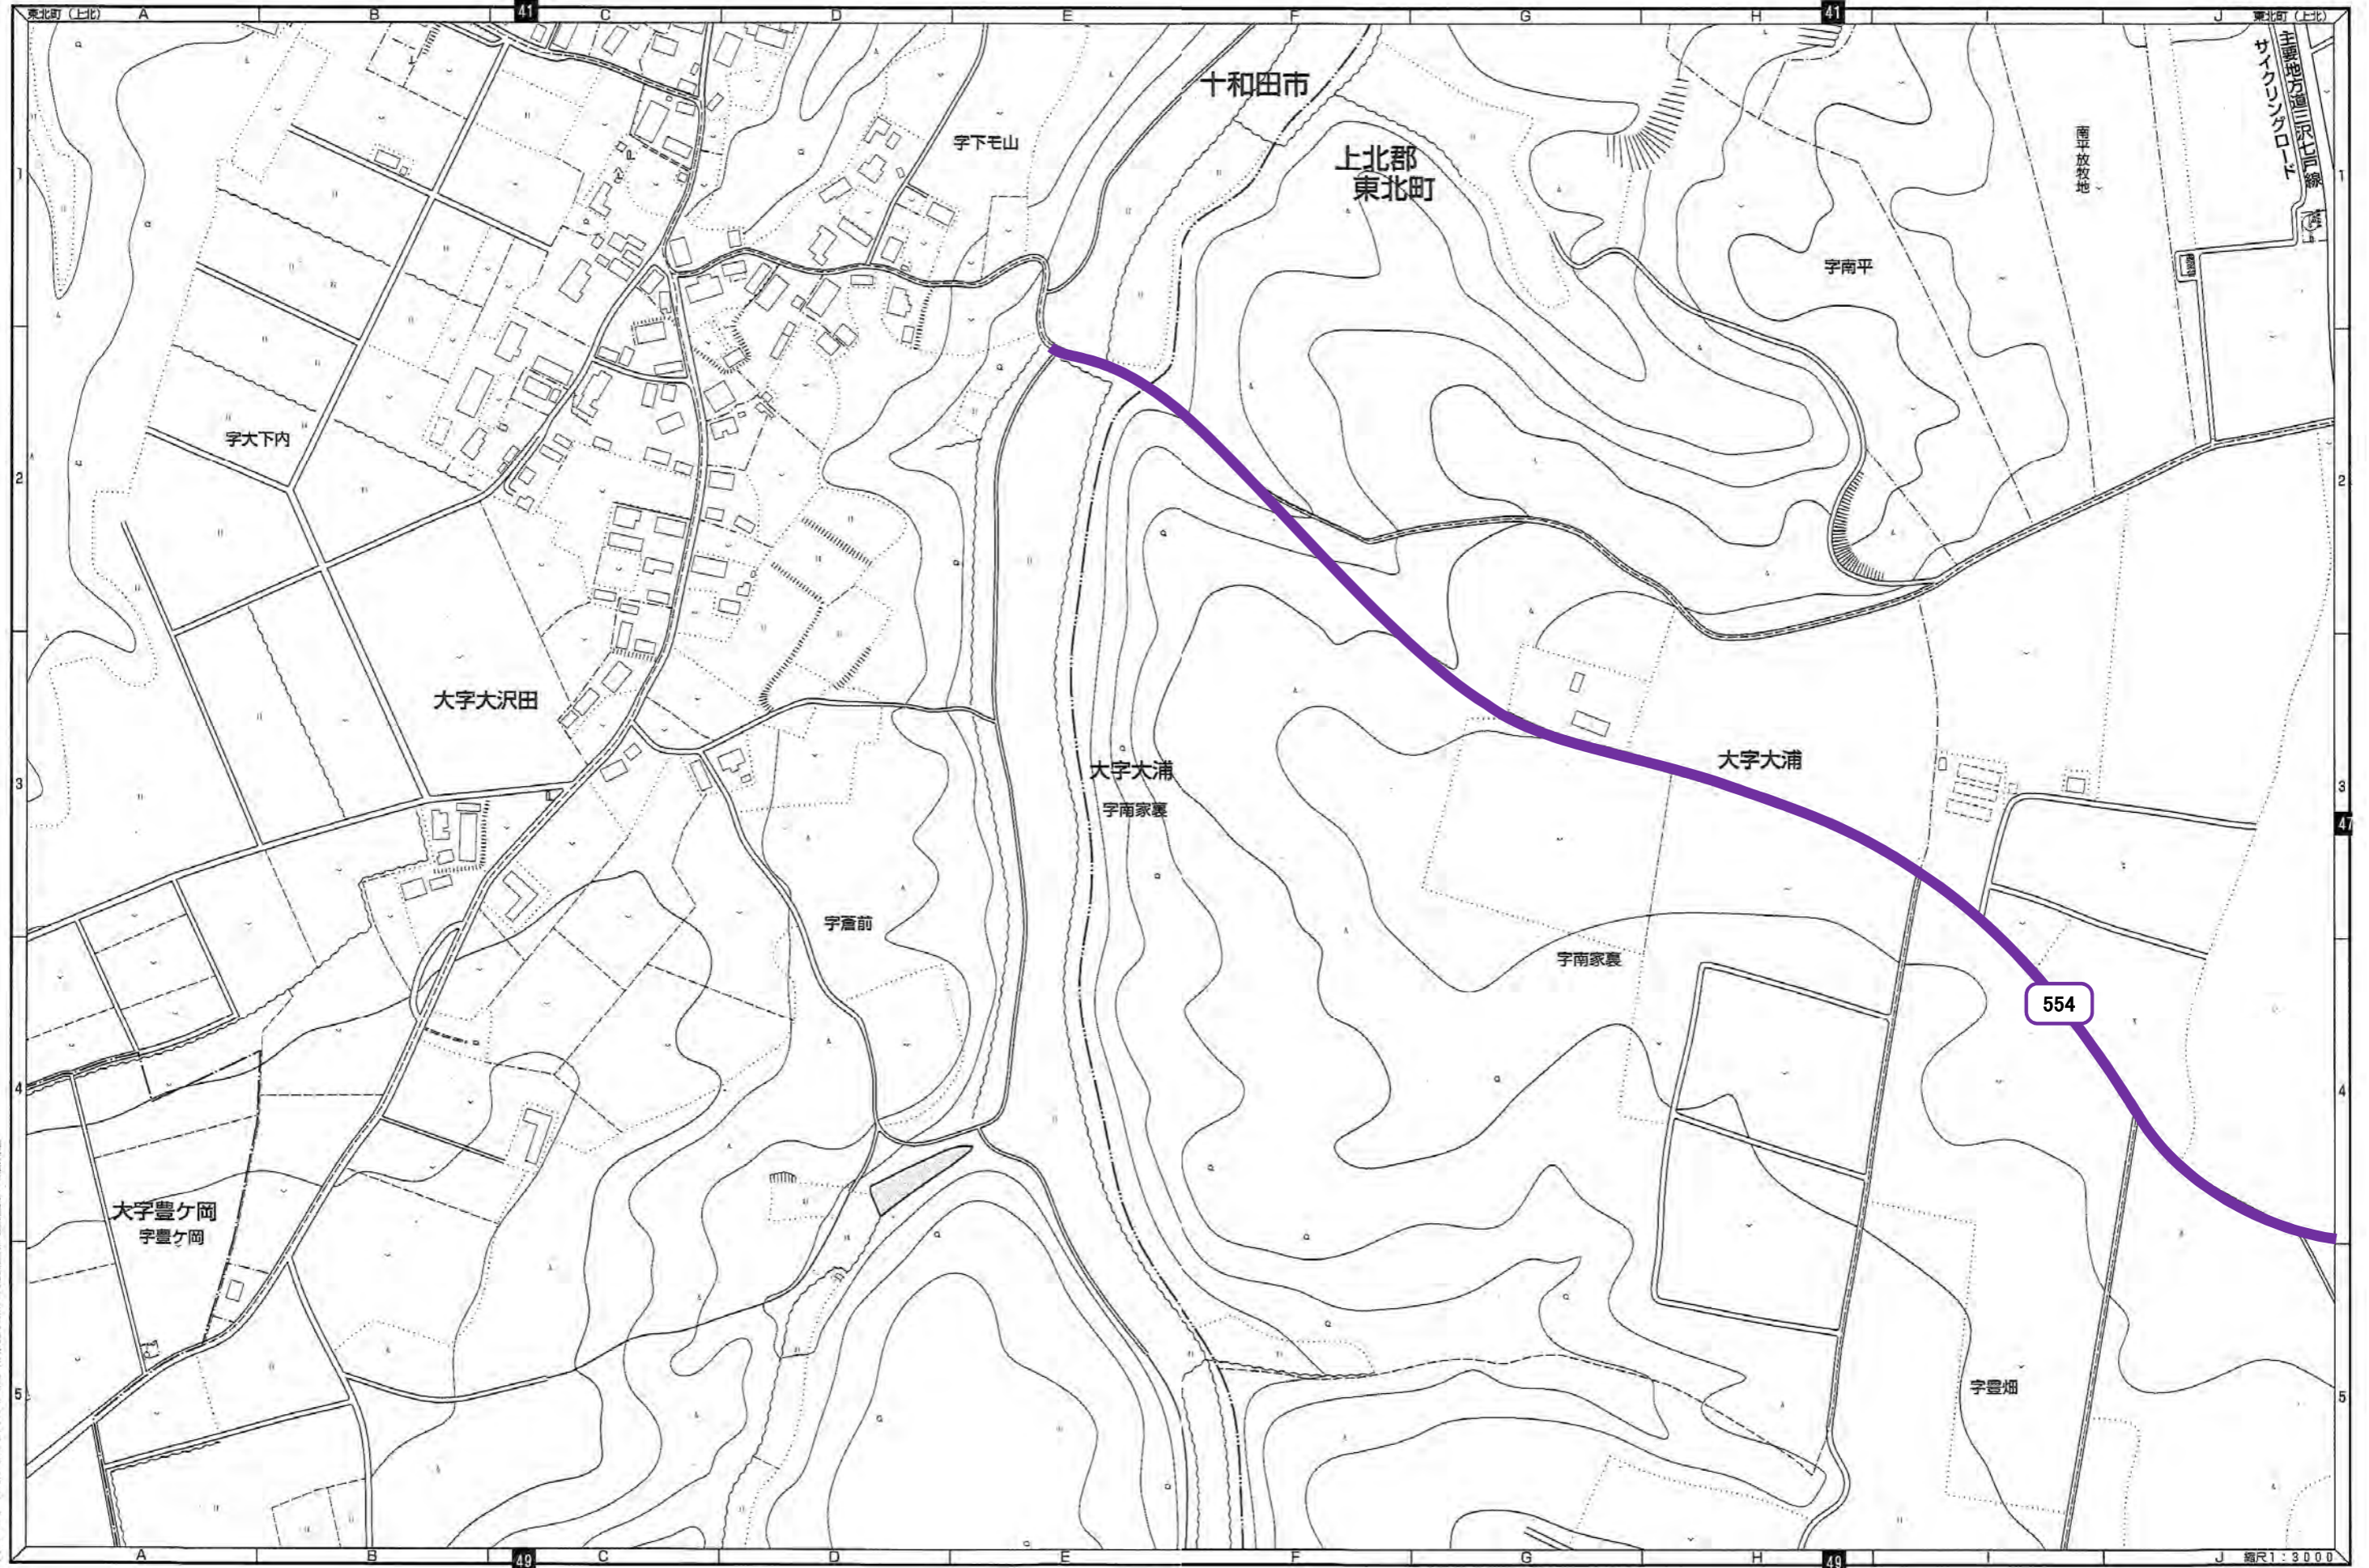 東北町(上北)
A
B
41
C
D
E
F
G
H
41
I
J
東北町(上北)
主要地方道三沢七戸線
サイクリングロード
十和田市
字下モ山
上北郡
東北町
南平放牧地
字南平
1
1
字大下内
2
2
大字大沢田
大字大浦
字南家裏
大字大浦
3
3
47
字南家裏
554
4
4
大字豊ケ岡
字豊ケ岡
字豊畑
5
5
A
B
49
C
D
E
F
G
H
49
I
J
縮尺1:3000